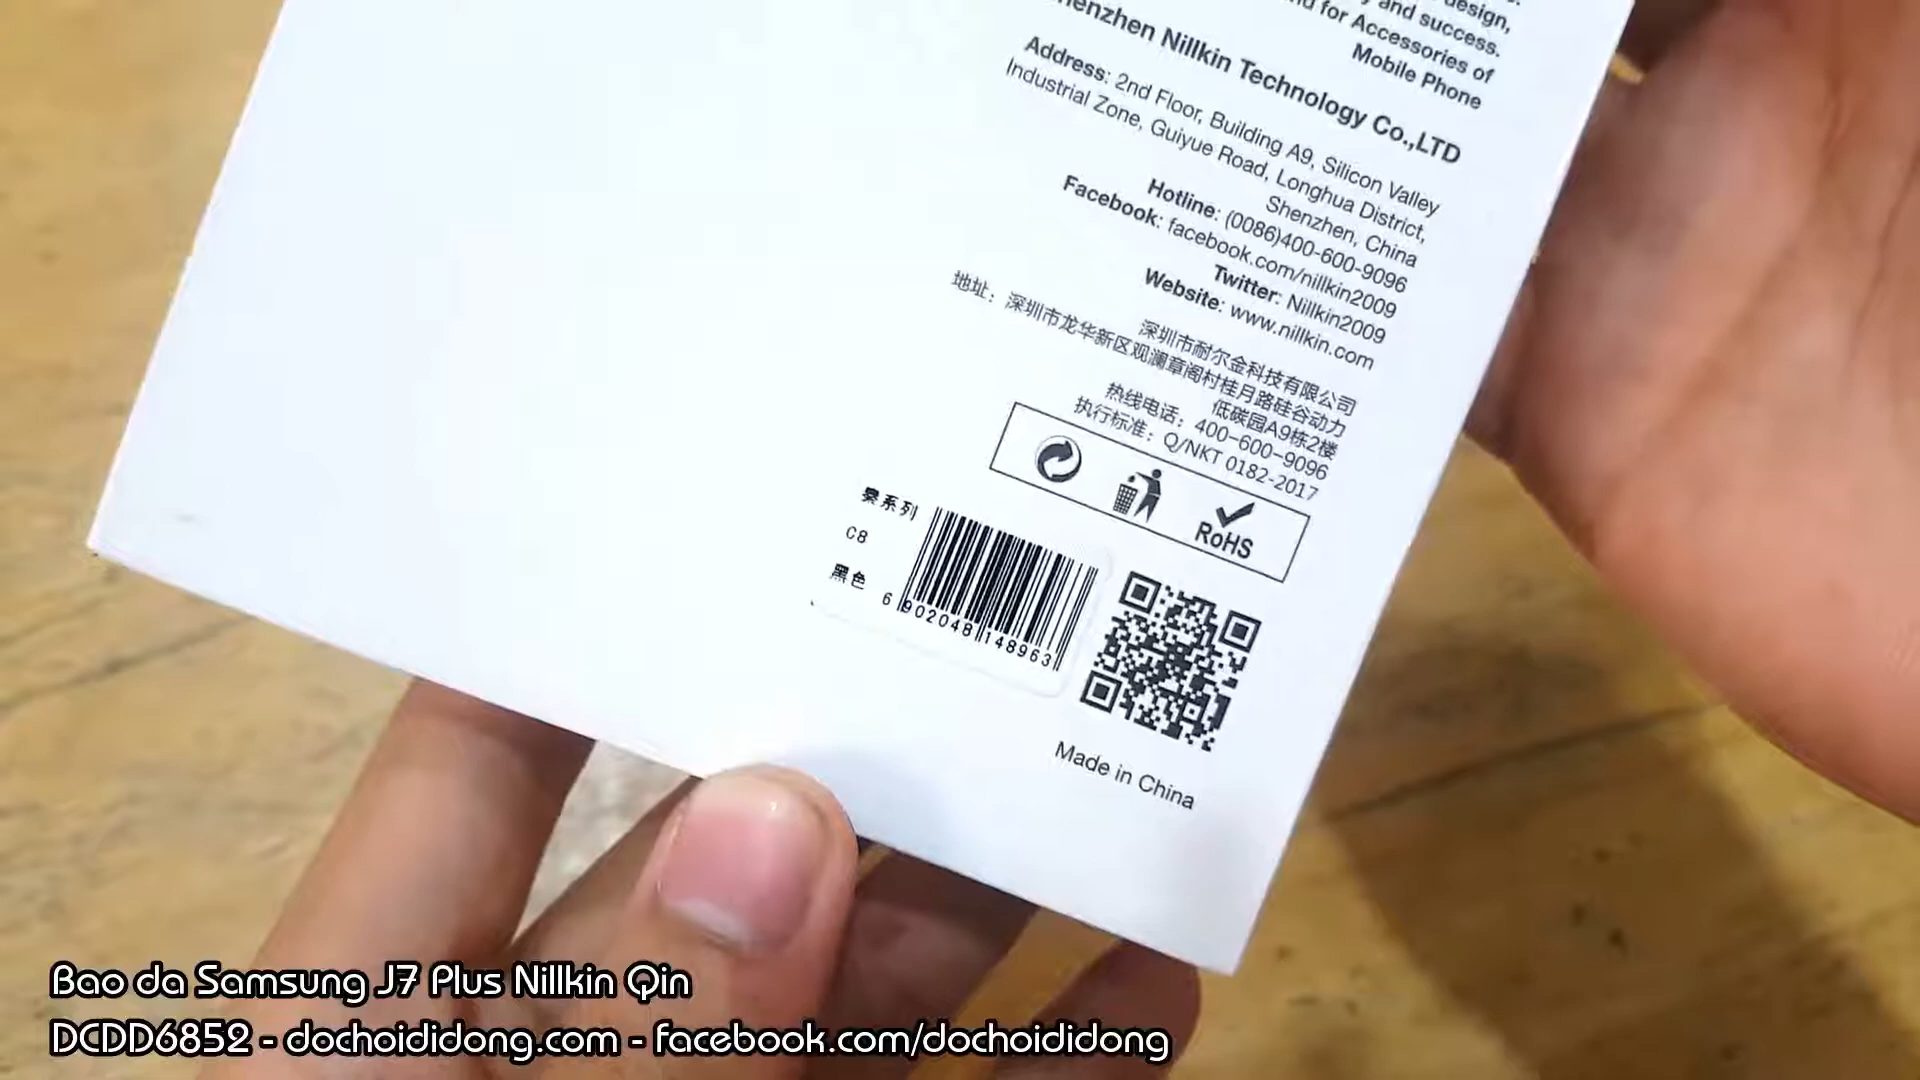 design,
y and success.
nd for Accessories of
Mobile Phone
henzhen Nillkin Technology Co.,LTD
Address: 2nd Floor, Building A9, Silicon Valley
Industrial Zone, Guiyue Road, Longhua District,
Shenzhen, China
Hotline: (0086)400-600-9096
Facebook: facebook.com/nillkin2009
Twitter: Nillkin2009
Website: www.nillkin.com
深圳市耐尔金科技有限公司
地址：深圳市龙华新区观澜章阁村桂月路硅谷动力
低碳园A9栋2楼
热线电话：400-600-9096
执行标准：Q/NKT 0182-2017
RoHS
系列
C8
黑色
6 902048 148963
Made in China
Bao da Samsung J7 Plus Nillkin Qin
DCDD6852 - dochoididong.com - facebook.com/dochoididong